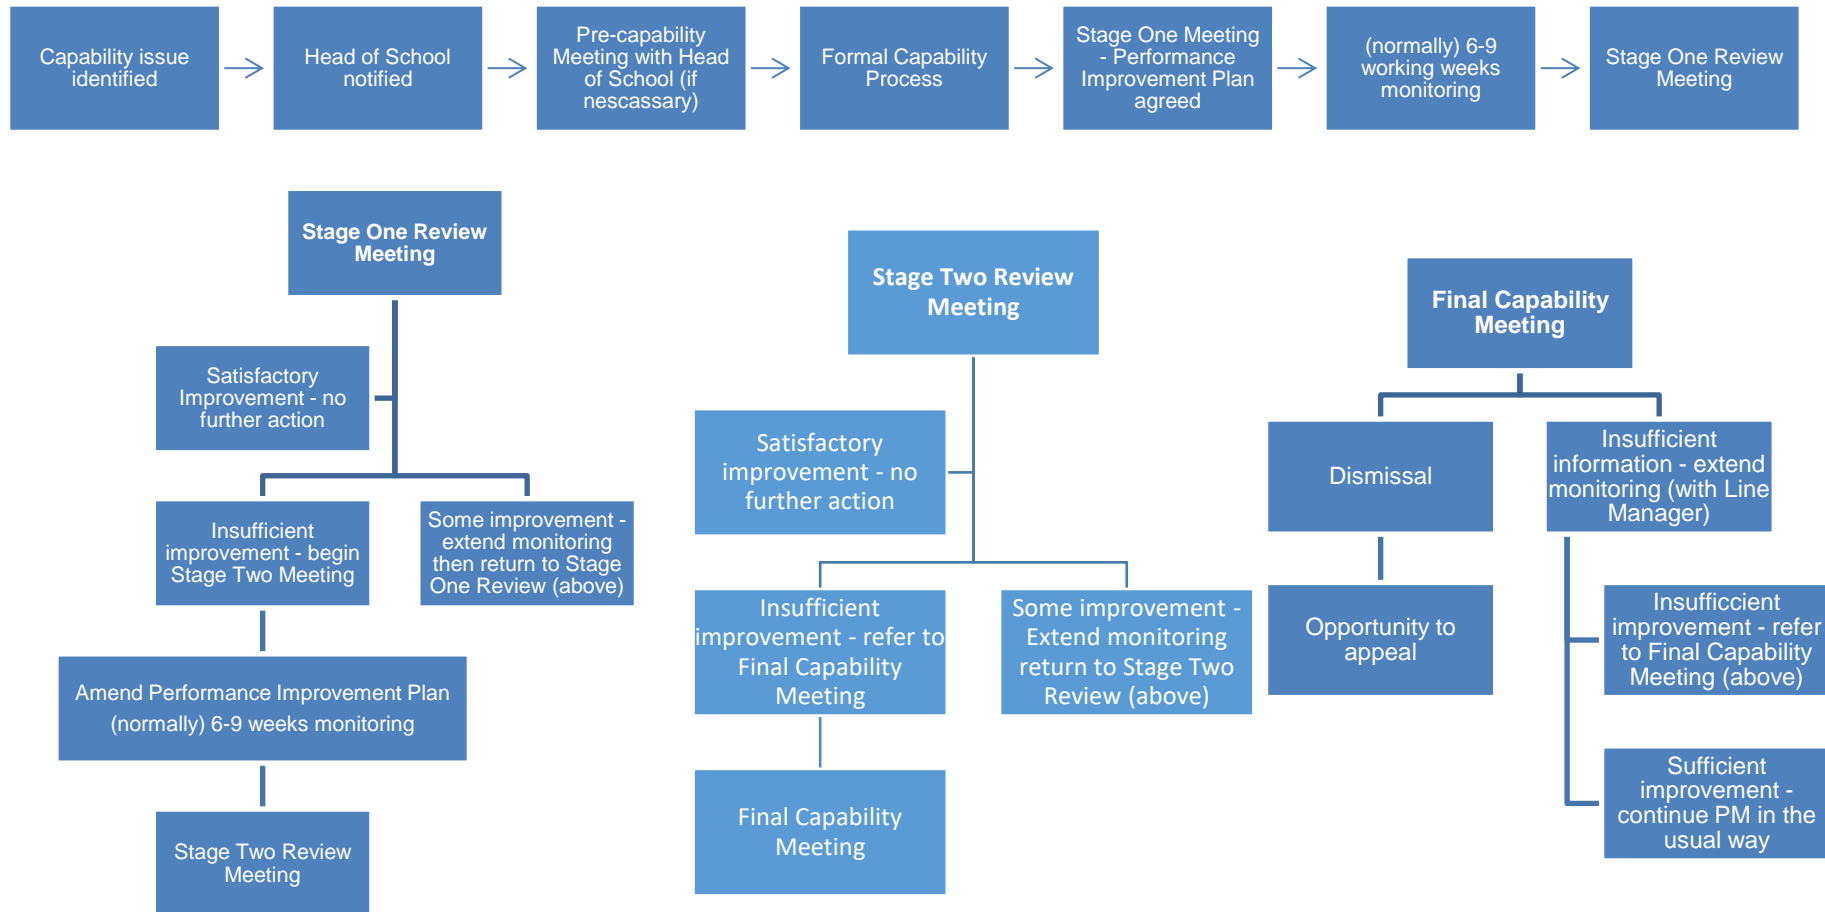 Capability issue
identified
Head of School
notified
Pre-capability
Meeting with Head
of School (if
nescassary)
Formal Capability
Process
Stage One Meeting
- Performance
Improvement Plan
agreed
(normally) 6-9
working weeks
monitoring
Stage One Review
Meeting
Stage One Review
Meeting
Satisfactory
Improvement - no
further action
Insufficient
improvement - begin
Stage Two Meeting
Some improvement -
extend monitoring
then return to Stage
One Review (above)
Amend Performance Improvement Plan
(normally) 6-9 weeks monitoring
Stage Two Review
Meeting
Stage Two Review
Meeting
Satisfactory
improvement - no
further action
Insufficient
improvement - refer to
Final Capability
Meeting
Some improvement -
Extend monitoring
return to Stage Two
Review (above)
Final Capability
Meeting
Final Capability
Meeting
Dismissal
Insufficient
information - extend
monitoring (with Line
Manager)
Opportunity to
appeal
Insufficcient
improvement - refer
to Final Capability
Meeting (above)
Sufficient
improvement -
continue PM in the
usual way